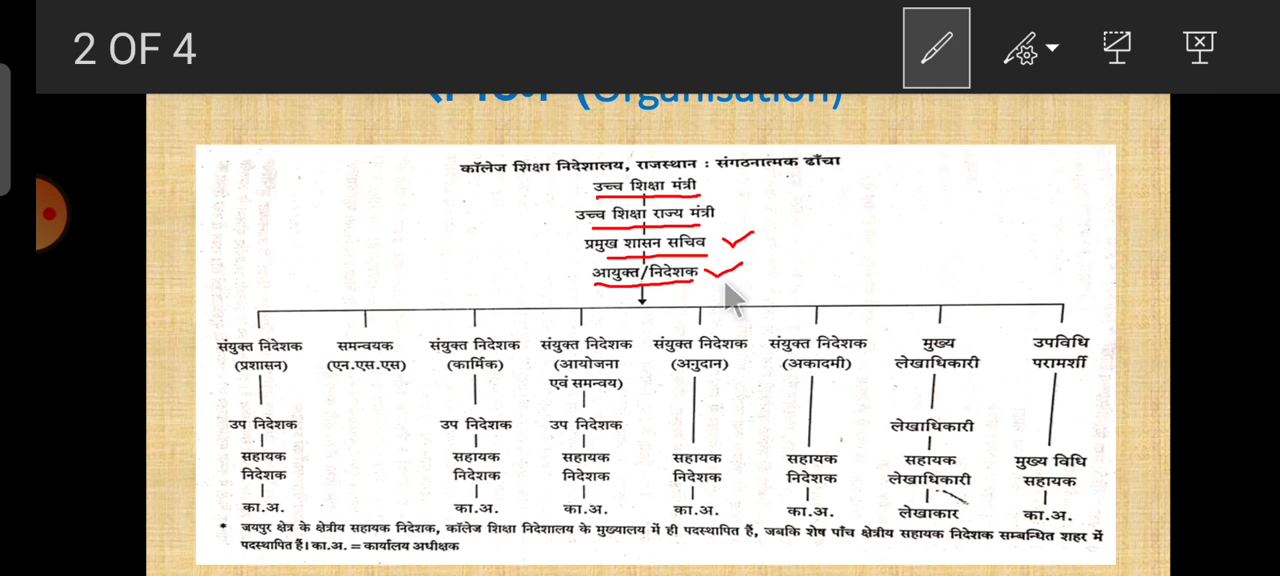 2 OF 4
(Organisation)
कॉलेज शिक्षा निदेशालय, राजस्थान : संगठनात्मक ढाँचा
उच्च शिक्षा मंत्री
उच्च शिक्षा राज्य मंत्री
प्रमुख शासन सचिव
आयुक्त/निदेशक
संयुक्त निदेशक समन्वयक संयुक्त निदेशक संयुक्त निदेशक संयुक्त निदेशक संयुक्त निदेशक मुख्य उपविधि
(प्रशासन) (एन.एस.एस) (कार्मिक) (आयोजना (अनुदान) (अकादमी) लेखाधिकारी परामर्शी
एवं समन्वय)
उप निदेशक उप निदेशक उप निदेशक लेखाधिकारी
सहायक सहायक सहायक सहायक सहायक सहायक मुख्य विधि
निदेशक निदेशक निदेशक निदेशक निदेशक लेखाधिकारी सहायक
का.अ. का.अ. का.अ. का.अ. का.अ. लेखाकार का.अ.
* जयपुर क्षेत्र के क्षेत्रीय सहायक निदेशक, कॉलेज शिक्षा निदेशालय के मुख्यालय में ही पदस्थापित हैं, जबकि शेष पाँच क्षेत्रीय सहायक निदेशक सम्बन्धित शहर में
पदस्थापित हैं। का.अ. = कार्यालय अधीक्षक